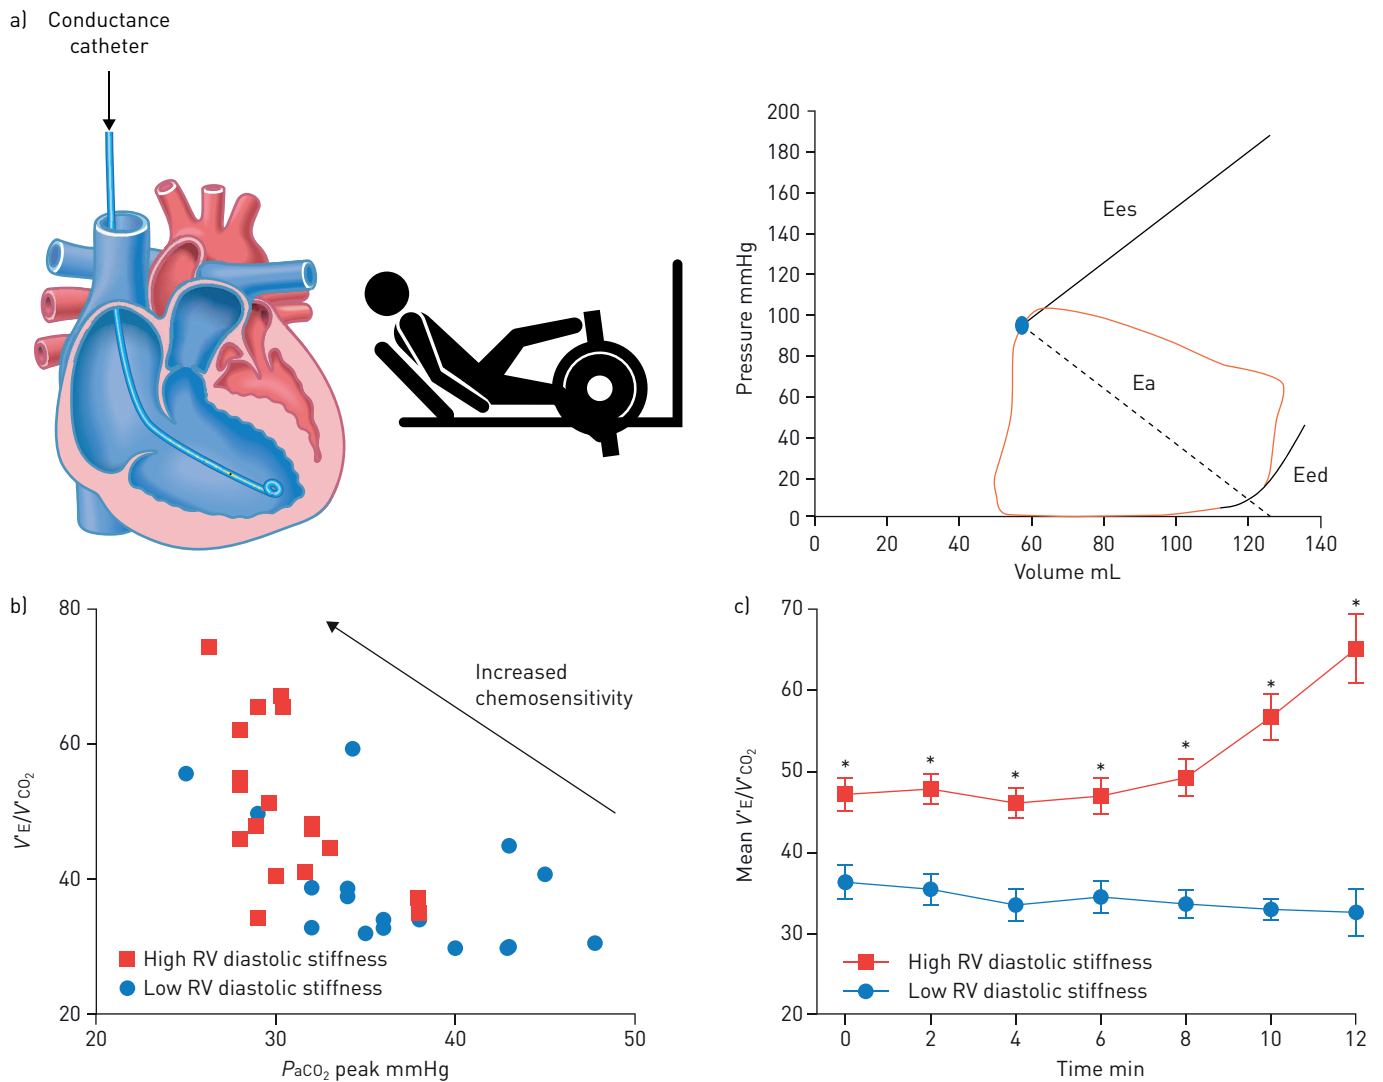 a)
Conductance
catheter
Pressure mmHg
200
180
160
140
120
100
80
60
40
20
0
Ees
Ea
Eed
0 20 40 60 80 100 120 140
Volume mL
b)
V'E/V'CO2
80
60
40
20
Increased
chemosensitivity
High RV diastolic stiffness
Low RV diastolic stiffness
20 30 40 50
PaCO2 peak mmHg
c)
Mean V'E/V'CO2
70
60
50
40
30
20
* * * * * * *
High RV diastolic stiffness
Low RV diastolic stiffness
0 2 4 6 8 10 12
Time min